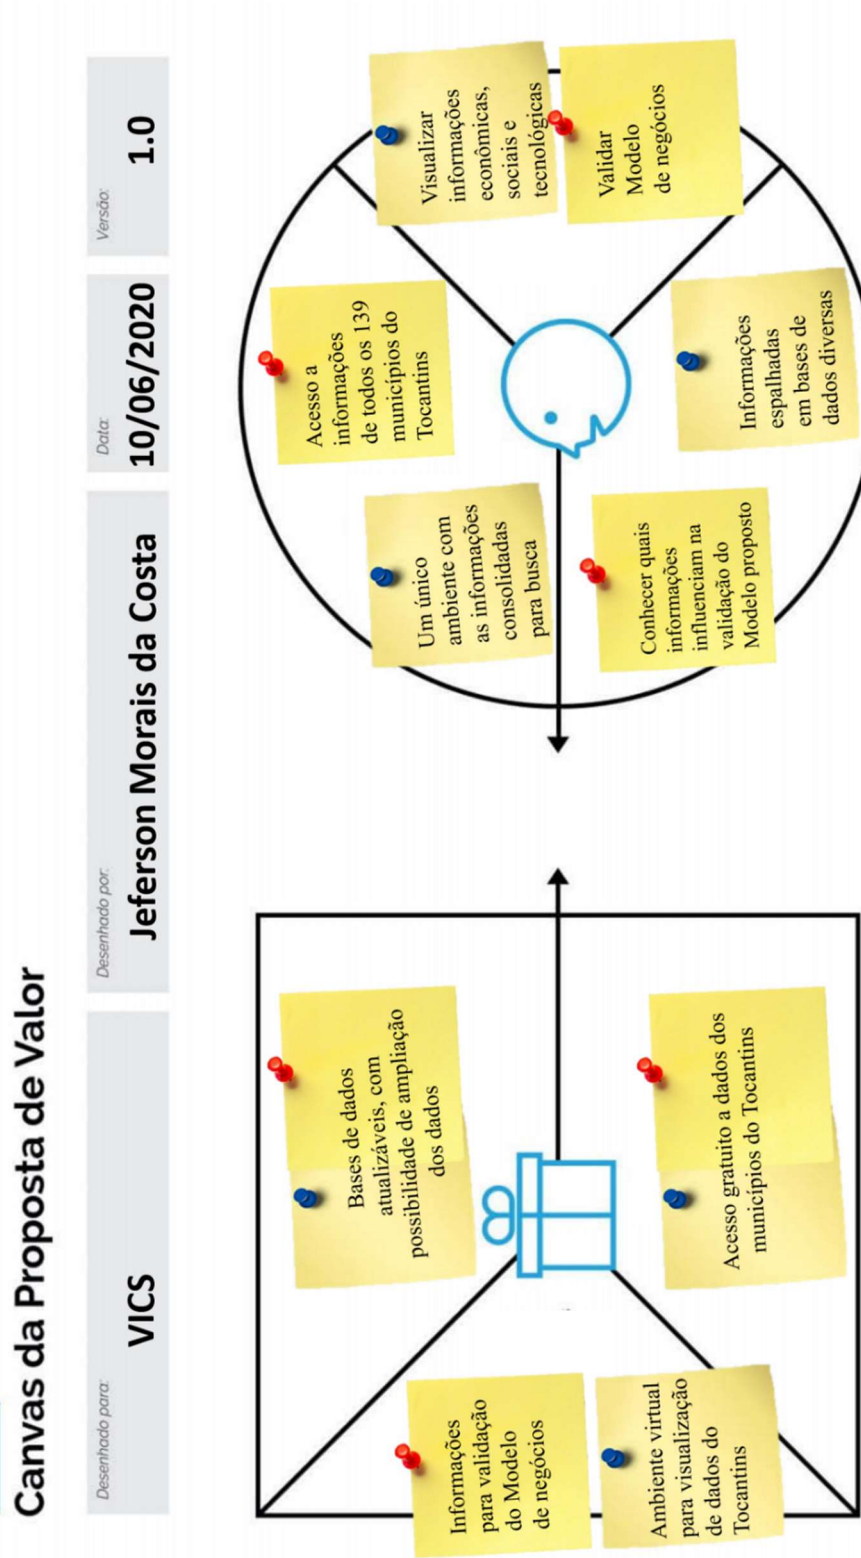 Canvas da Proposta de Valor
Desenhado para:
VICS
Desenhado por:
Jeferson Morais da Costa
Data:
10/06/2020
Versão:
1.0
Informações
para validação
do Modelo
de negócios
Ambiente virtual
para visualização
de dados do
Tocantins
Bases de dados
atualizáveis, com
possibilidade de ampliação
dos dados
Acesso gratuito a dados dos
municípios do Tocantins
Um único
ambiente com
as informações
consolidadas
para busca
Acesso a
informações
de todos os 139
municípios do
Tocantins
Conhecer quais
informações
influenciam na
validação do
Modelo proposto
Informações
espalhadas
em bases de
dados diversas
Visualizar
informações
econômicas,
sociais e
tecnológicas
Validar
Modelo
de negócios